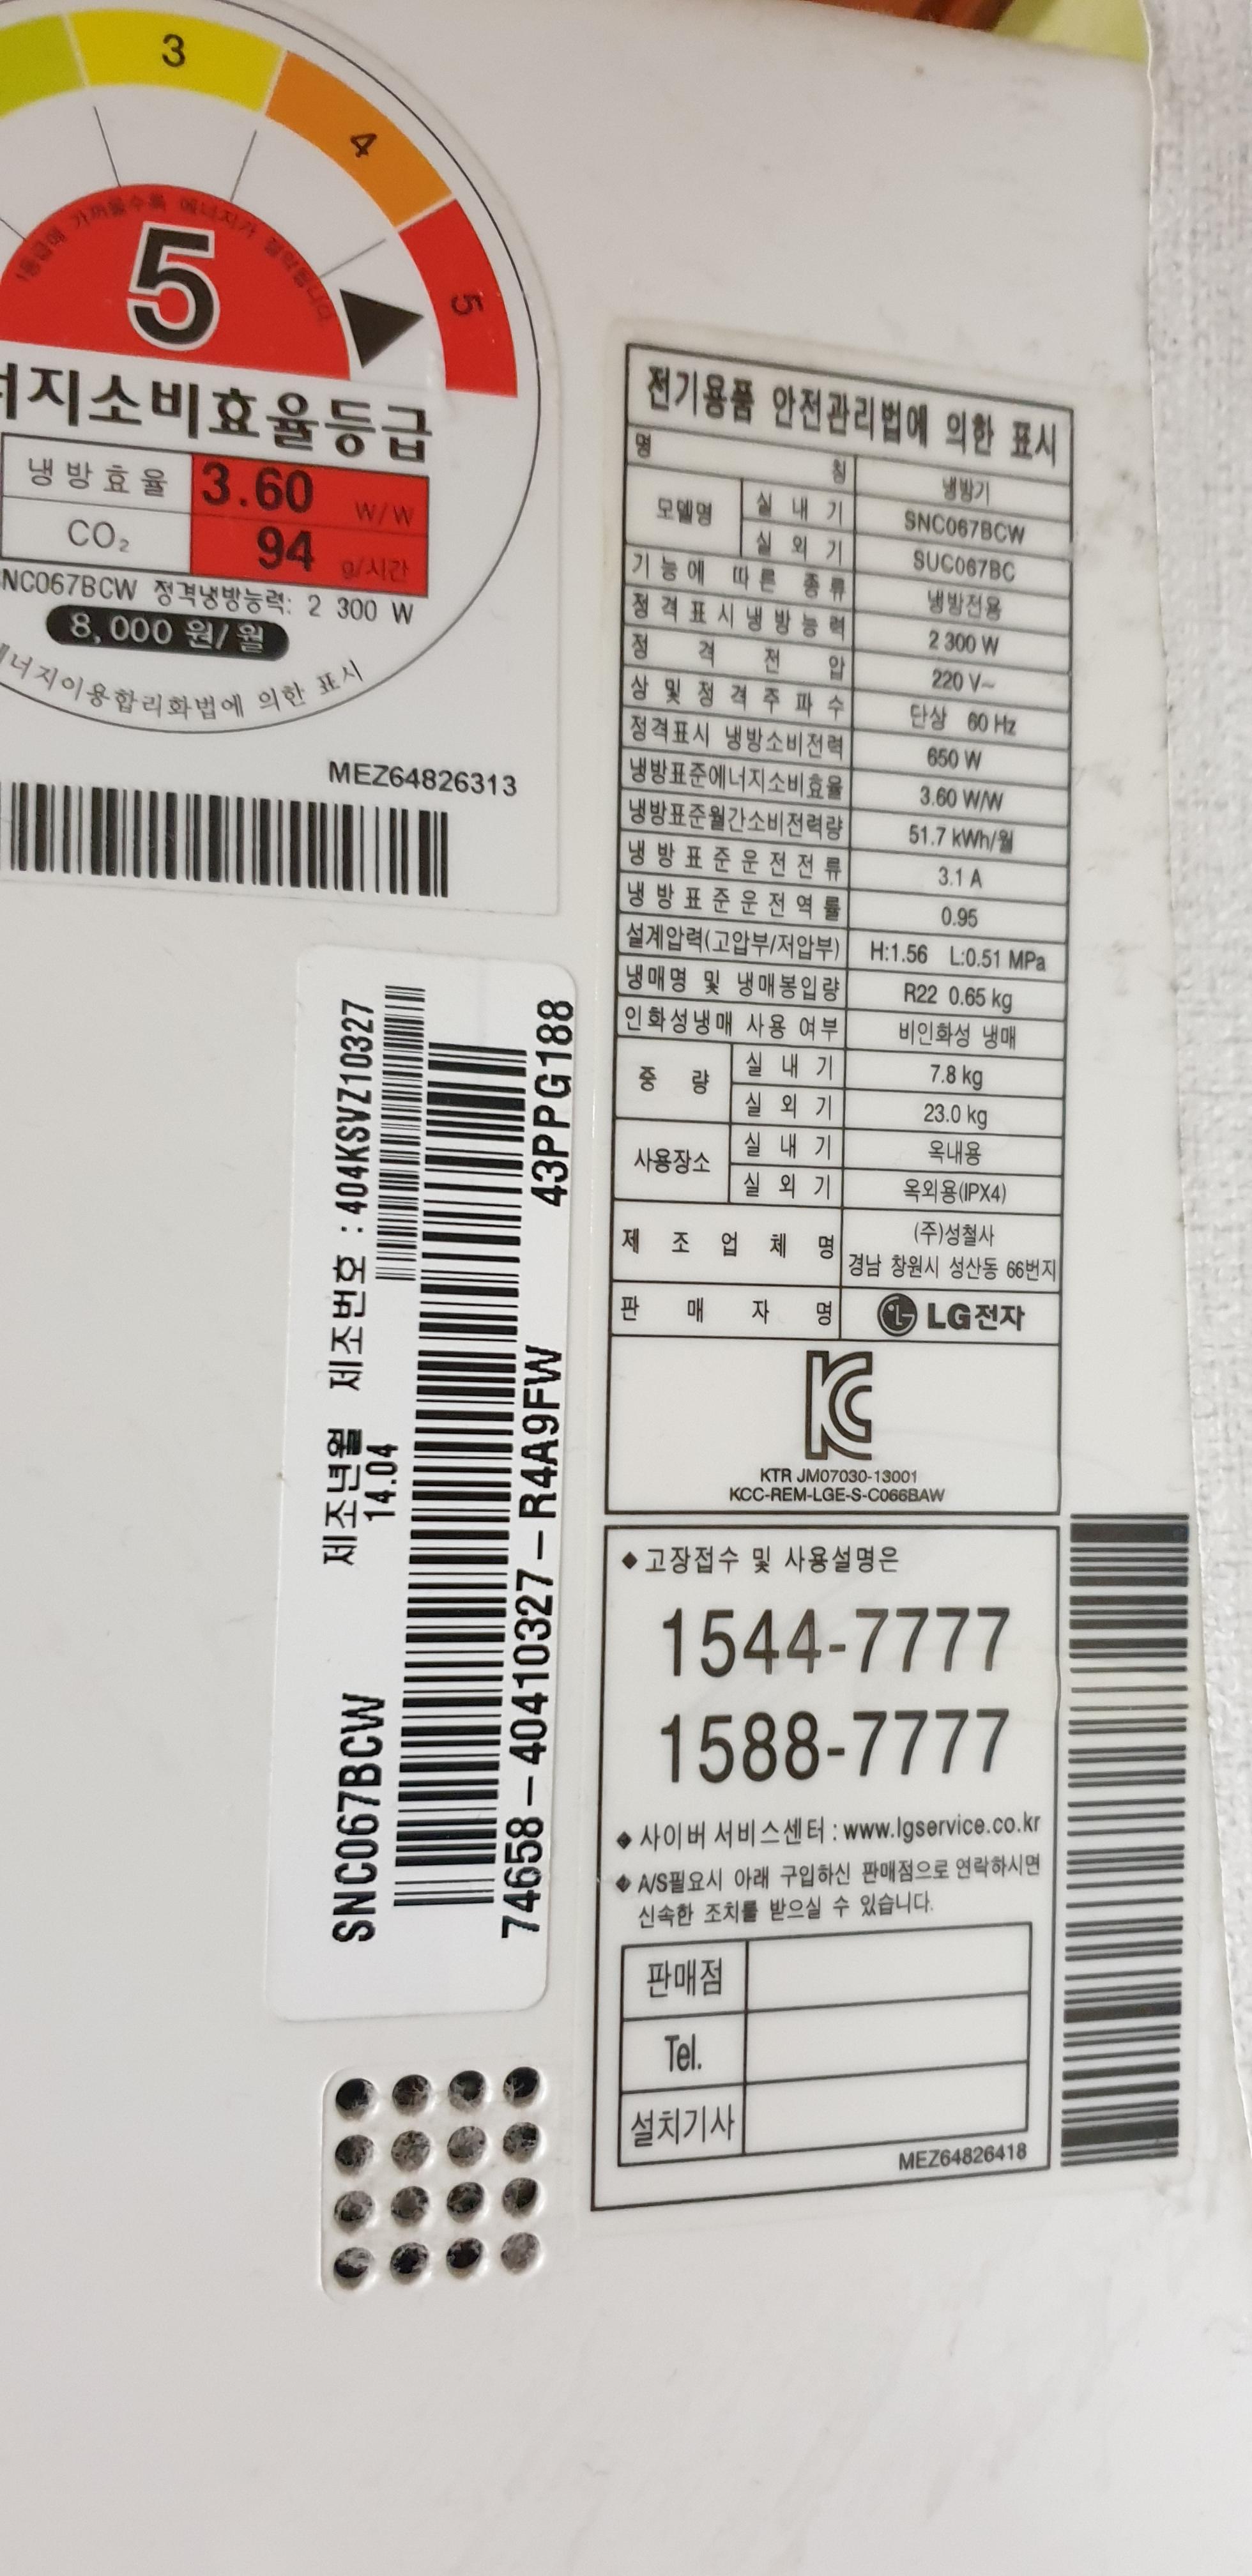 3
4
5
1등급에 가까울수록 에너지가 절약됩니다.
5
너지소비효율등급
냉방효율 3.60 W/W
CO₂ 94 g/시간
NC067BCW 정격냉방능력: 2 300 W
8,000 원/월
에너지이용합리화법에 의한 표시
MEZ64826313
전기용품 안전관리법에 의한 표시
명 칭 냉방기
모델명 실 내 기 SNC067BCW
실 외 기 SUC067BC
기능에 따른 종류 냉방전용
정격표시냉방능력 2 300 W
정 격 전 압 220 V~
상 및 정격주파수 단상 60 Hz
정격표시 냉방소비전력 650 W
냉방표준에너지소비효율 3.60 W/W
냉방표준월간소비전력량 51.7 kWh/월
냉방표준운전전류 3.1 A
냉방표준운전역률 0.95
설계압력(고압부/저압부) H:1.56 L:0.51 MPa
냉매명 및 냉매봉입량 R22 0.65 kg
인화성냉매 사용 여부 비인화성 냉매
중 량 실 내 기 7.8 kg
실 외 기 23.0 kg
사용장소 실 내 기 옥내용
실 외 기 옥외용(IPX4)
제 조 업 체 명 (주)성철사
경남 창원시 성산동 66번지
판 매 자 명 LG전자
KTR JM07030-13001
KCC-REM-LGE-S-C066BAW
◆ 고장접수 및 사용설명은
1544-7777
1588-7777
◆ 사이버 서비스센터 : www.lgservice.co.kr
◆ A/S필요시 아래 구입하신 판매점으로 연락하시면
신속한 조치를 받으실 수 있습니다.
판매점
Tel.
설치기사
MEZ64826418
SNC067BCW 제조년월 제조번호 : 404KSVZ10327
14.04
74658-40410327-R4A9FW 43PPG188